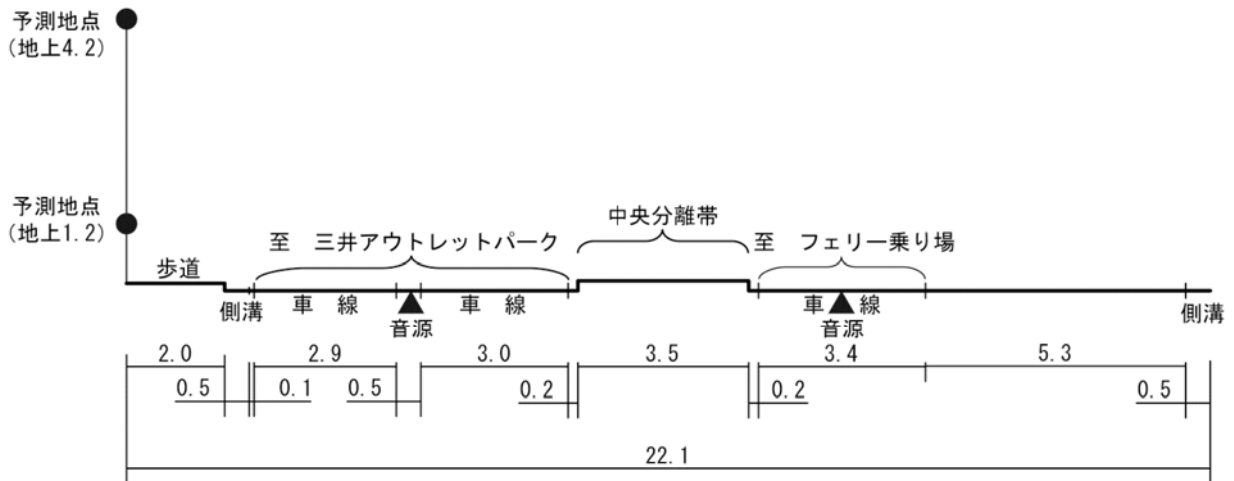 予測地点
(地上4.2)
予測地点
(地上1.2)
中央分離帯
至 三井アウトレットパーク
至 フェリー乗り場
歩道
側溝
車 線
音源
車 線
車 線
音源
側溝
2.0
2.9
3.0
3.5
3.4
5.3
0.5
0.1
0.5
0.2
0.2
0.5
22.1